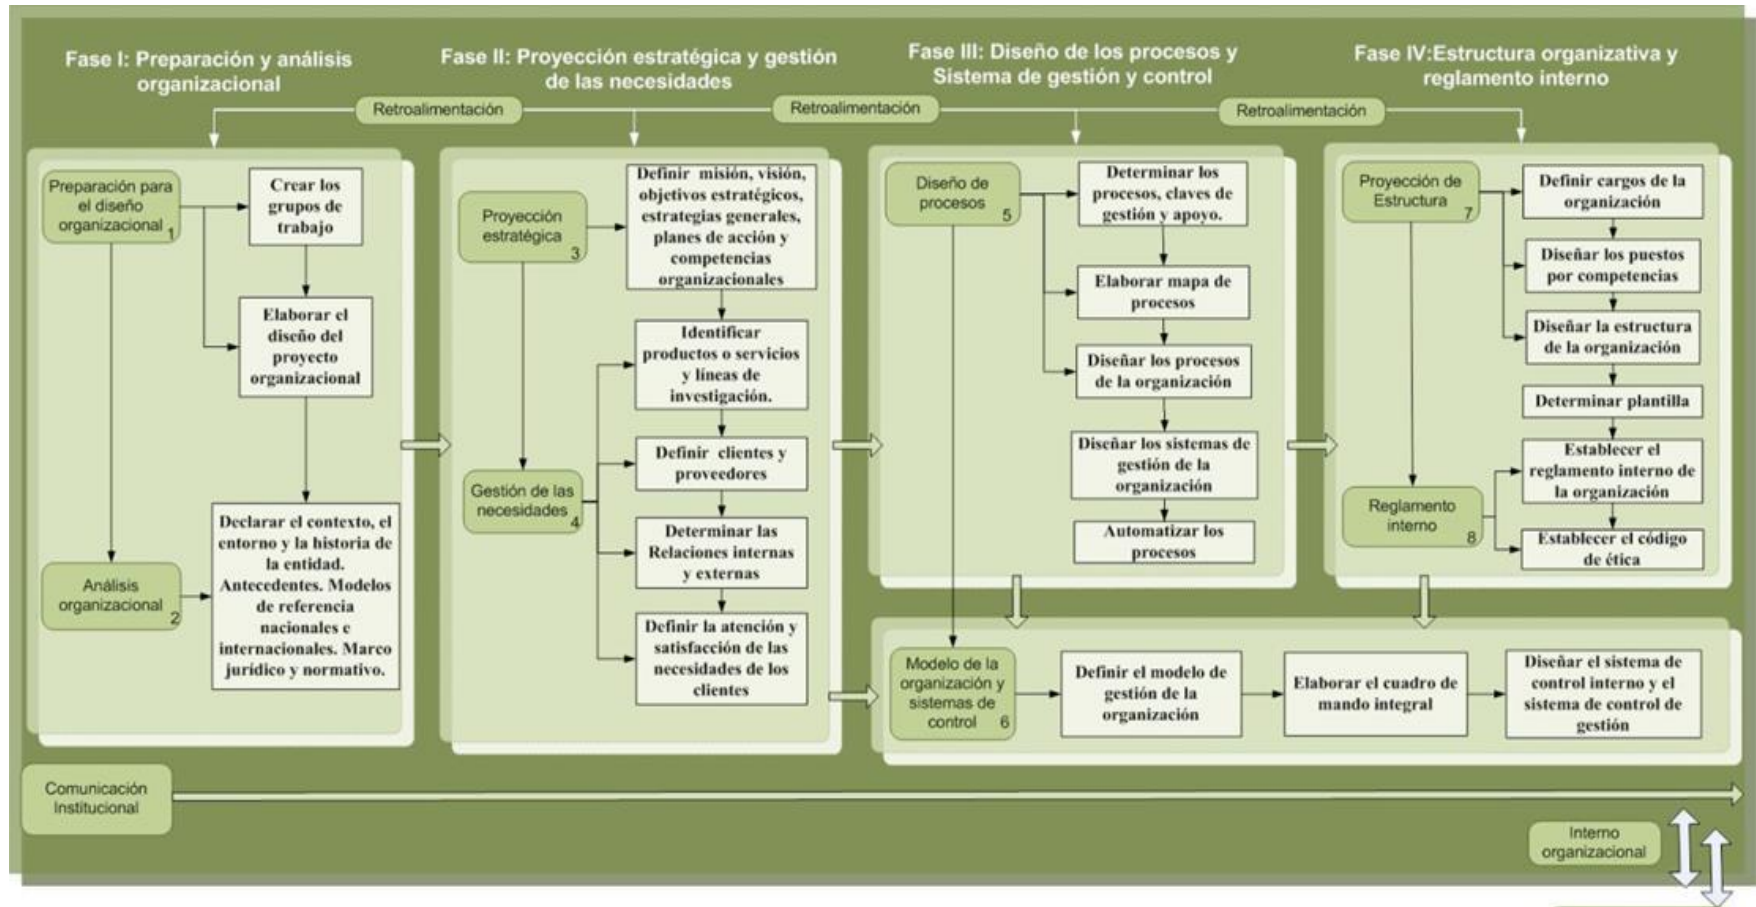 Fase I: Preparación y análisis
organizacional
Fase II: Proyección estratégica y gestión
de las necesidades
Fase III: Diseño de los procesos y
Sistema de gestión y control
Fase IV:Estructura organizativa y
reglamento interno
Retroalimentación
Retroalimentación
Retroalimentación
Preparación para
el diseño
organizacional
1
Crear los
grupos de
trabajo
Elaborar el
diseño del
proyecto
organizacional
Análisis
organizacional
2
Declarar el contexto, el
entorno y la historia de
la entidad.
Antecedentes. Modelos
de referencia
nacionales e
internacionales. Marco
jurídico y normativo.
Proyección
estratégica
3
Definir misión, visión,
objetivos estratégicos,
estrategias generales,
planes de acción y
competencias
organizacionales
Identificar
productos o servicios
y líneas de
investigación.
Gestión de las
necesidades
4
Definir clientes y
proveedores
Determinar las
Relaciones internas
y externas
Definir la atención y
satisfacción de las
necesidades de los
clientes
Diseño de
procesos
5
Determinar los
procesos, claves de
gestión y apoyo.
Elaborar mapa de
procesos
Diseñar los procesos
de la organización
Diseñar los sistemas de
gestión de la
organización
Automatizar los
procesos
Proyección de
Estructura
7
Definir cargos de la
organización
Diseñar los puestos
por competencias
Diseñar la estructura
de la organización
Determinar plantilla
Reglamento
interno
8
Establecer el
reglamento interno de
la organización
Establecer el código
de ética
Modelo de la
organización y
sistemas de
control
6
Definir el modelo de
gestión de la
organización
Elaborar el cuadro de
mando integral
Diseñar el sistema de
control interno y el
sistema de control de
gestión
Comunicación
Institucional
Interno
organizacional